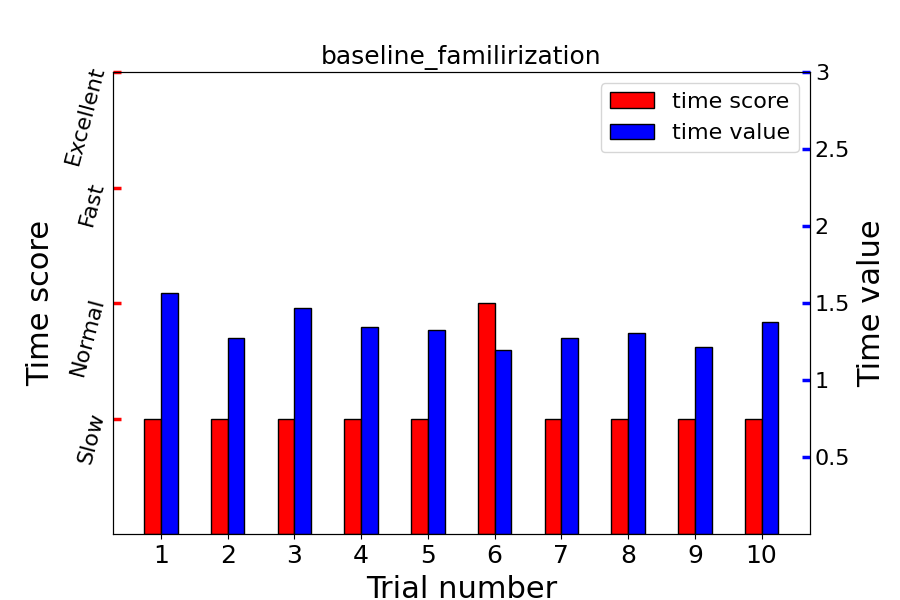 baseline_familirization
time score
time value
Time score
Excellent
Fast
Normal
Slow
3
2.5
2
1.5
1
0.5
Time value
1 2 3 4 5 6 7 8 9 10
Trial number